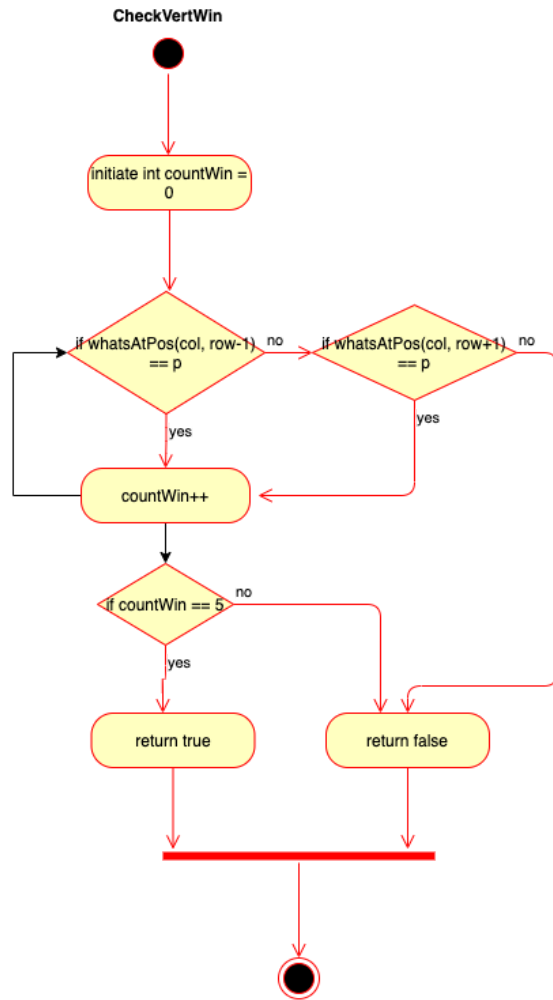 CheckVertWin
initiate int countWin =
0
if whatsAtPos(col, row-1)
== p
no
if whatsAtPos(col, row+1)
== p
no
yes
yes
countWin++
if countWin == 5
no
yes
return true
return false